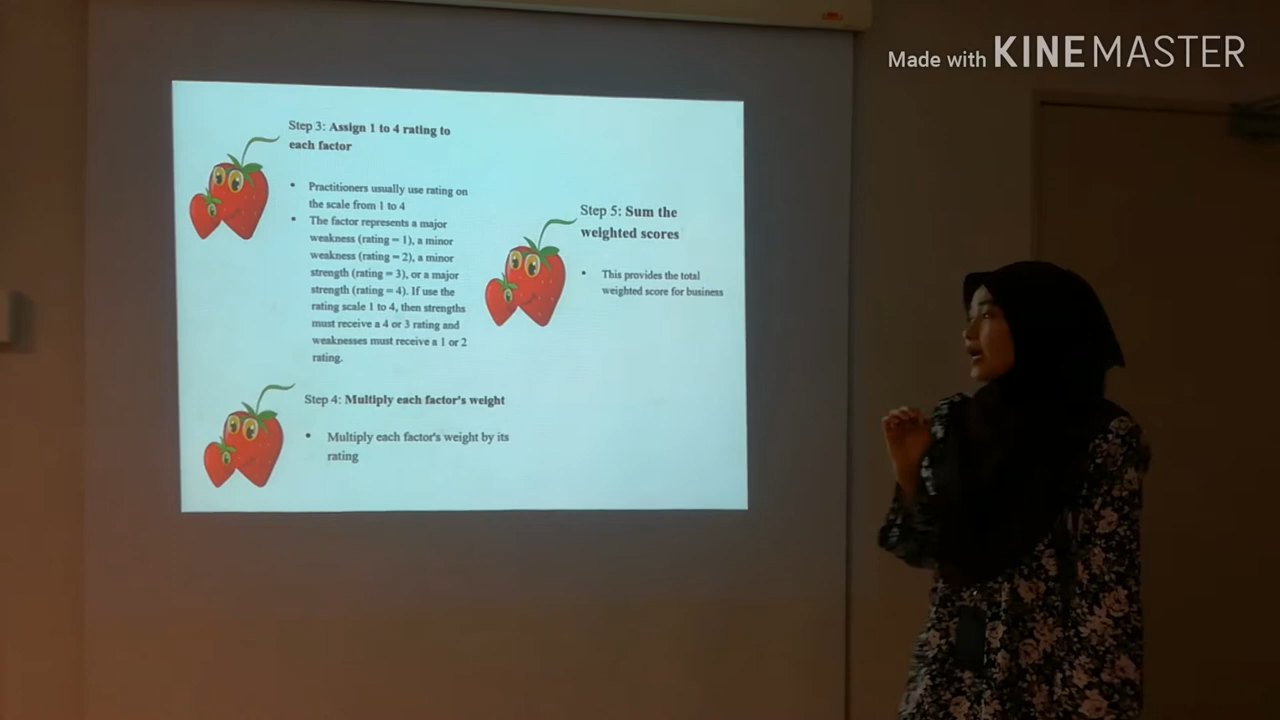 Made with KINEMASTER
Step 3: Assign 1 to 4 rating to
each factor
• Practitioners usually use rating on
the scale from 1 to 4
• The factor represents a major
weakness (rating = 1), a minor
weakness (rating = 2), a minor
strength (rating = 3), or a major
strength (rating = 4). If use the
rating scale 1 to 4, then strengths
must receive a 4 or 3 rating and
weaknesses must receive a 1 or 2
rating.
Step 4: Multiply each factor's weight
• Multiply each factor's weight by its
rating
Step 5: Sum the
weighted scores
• This provides the total
weighted score for business